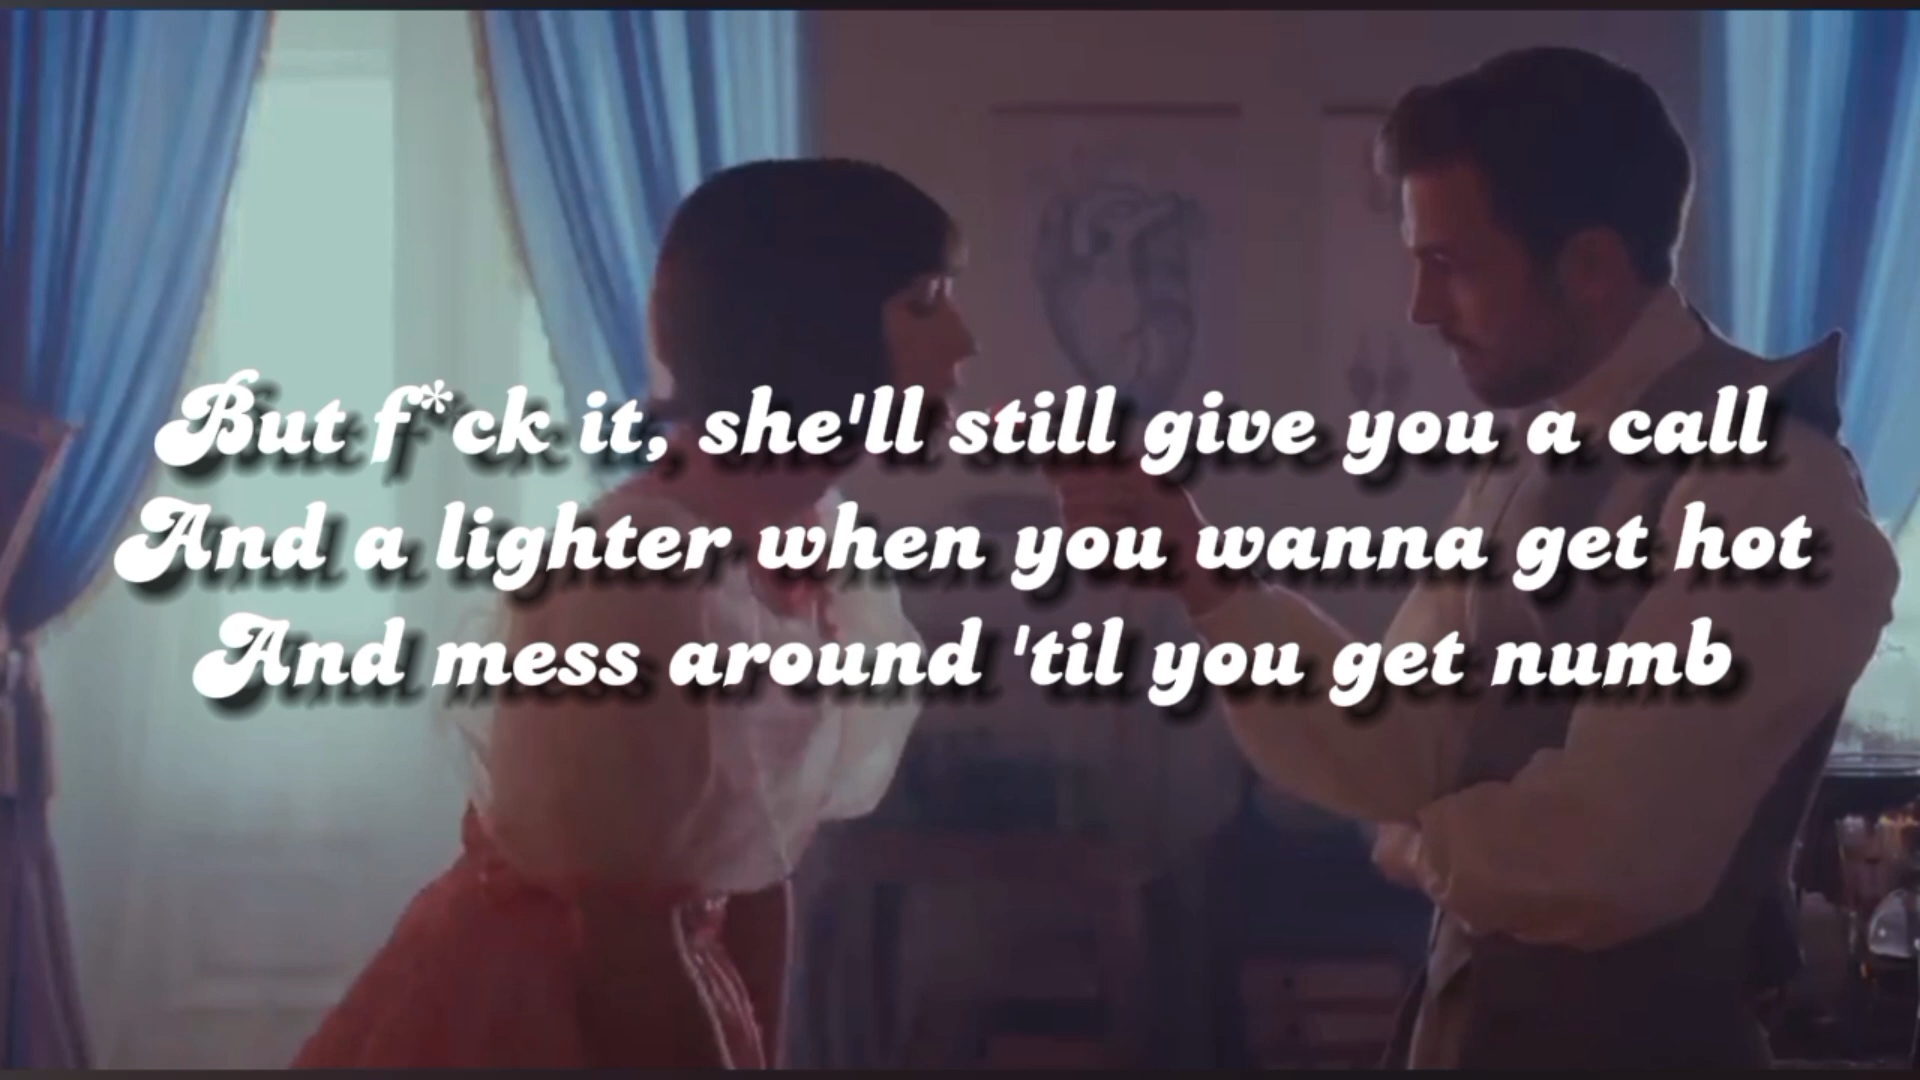 But f*ck it, she'll still give you a call
And a lighter when you wanna get hot
And mess around 'til you get numb